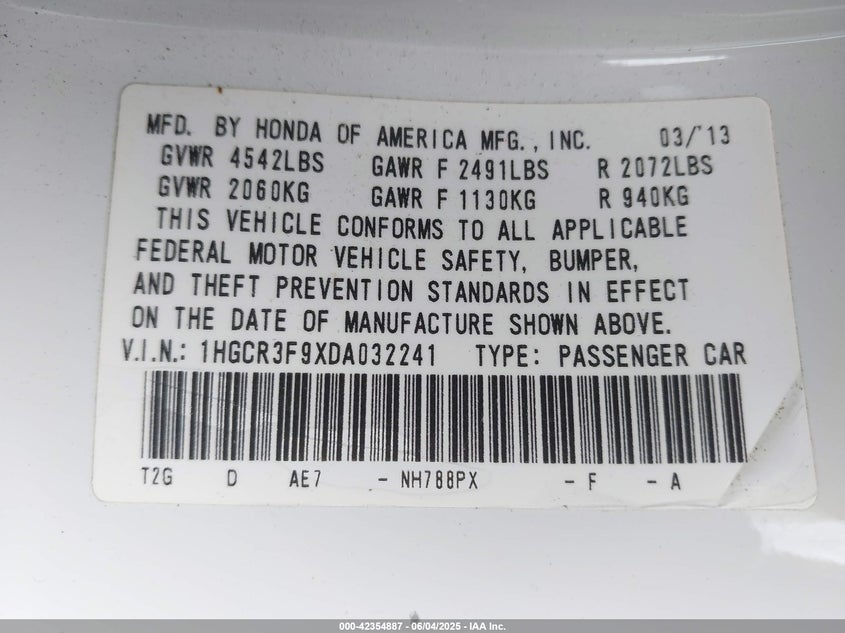 MFD. BY HONDA OF AMERICA MFG., INC. 03/'13
GVWR 4542LBS GAWR F 2491LBS R 2072LBS
GVWR 2060KG GAWR F 1130KG R 940KG
THIS VEHICLE CONFORMS TO ALL APPLICABLE
FEDERAL MOTOR VEHICLE SAFETY, BUMPER,
AND THEFT PREVENTION STANDARDS IN EFFECT
ON THE DATE OF MANUFACTURE SHOWN ABOVE.
V.I.N.: 1HGCR3F9XDA032241 TYPE: PASSENGER CAR
T2G D AE7 - NH788PX - F - A
000-42354887 - 06/04/2025 - IAA Inc.